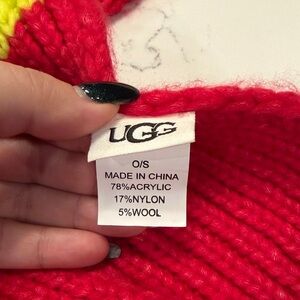 UGG
O/S
MADE IN CHINA
78%ACRYLIC
17%NYLON
5%WOOL